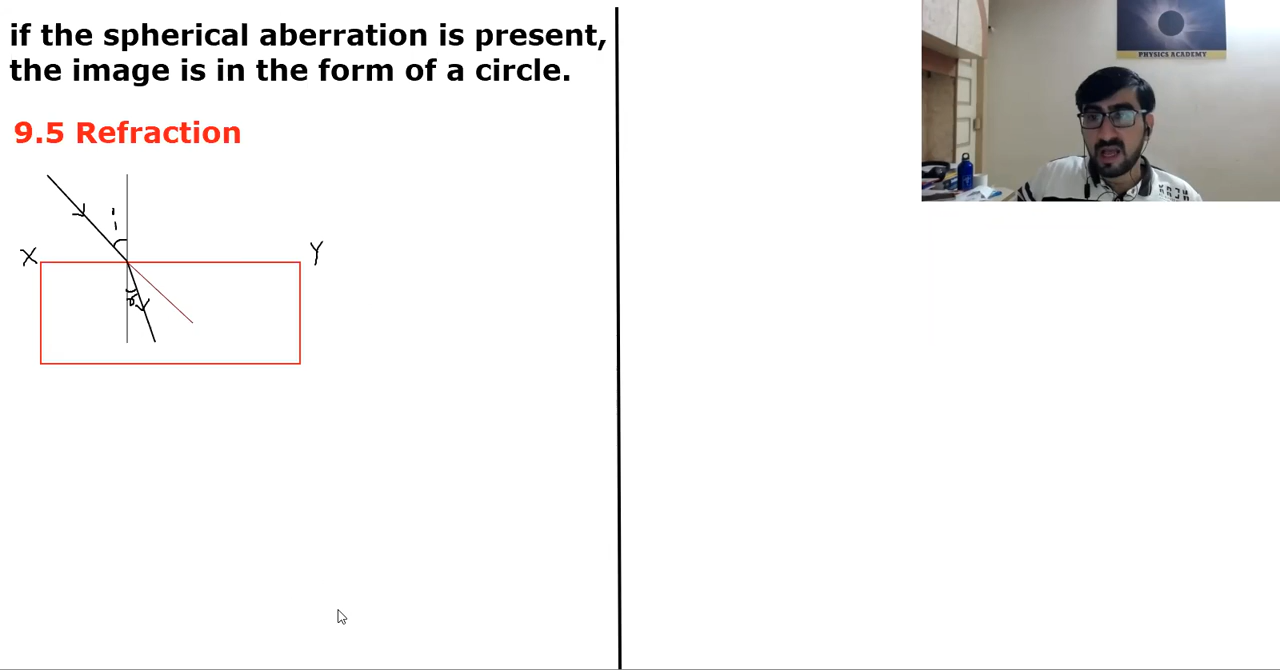 if the spherical aberration is present,
the image is in the form of a circle.
9.5 Refraction
i
X
Y
r
PHYSICS ACADEMY